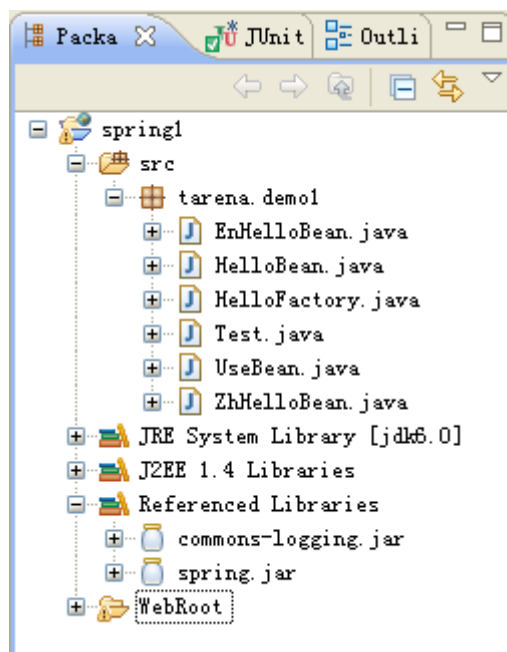 Packa JUnit Outli
spring1
src
tarena.demo1
EnHelloBean.java
HelloBean.java
HelloFactory.java
Test.java
UseBean.java
ZhHelloBean.java
JRE System Library [jdk6.0]
J2EE 1.4 Libraries
Referenced Libraries
commons-logging.jar
spring.jar
WebRoot